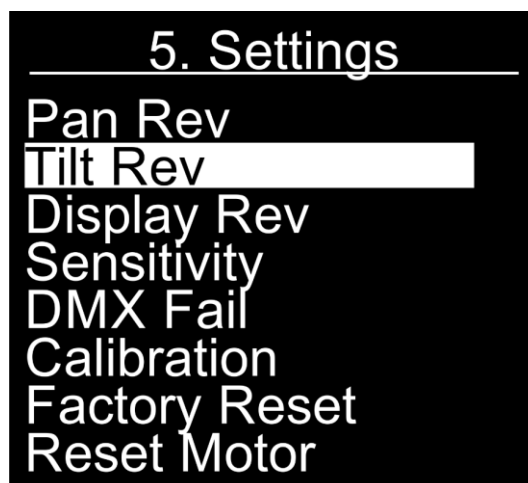 5. Settings
Pan Rev
Tilt Rev
Display Rev
Sensitivity
DMX Fail
Calibration
Factory Reset
Reset Motor